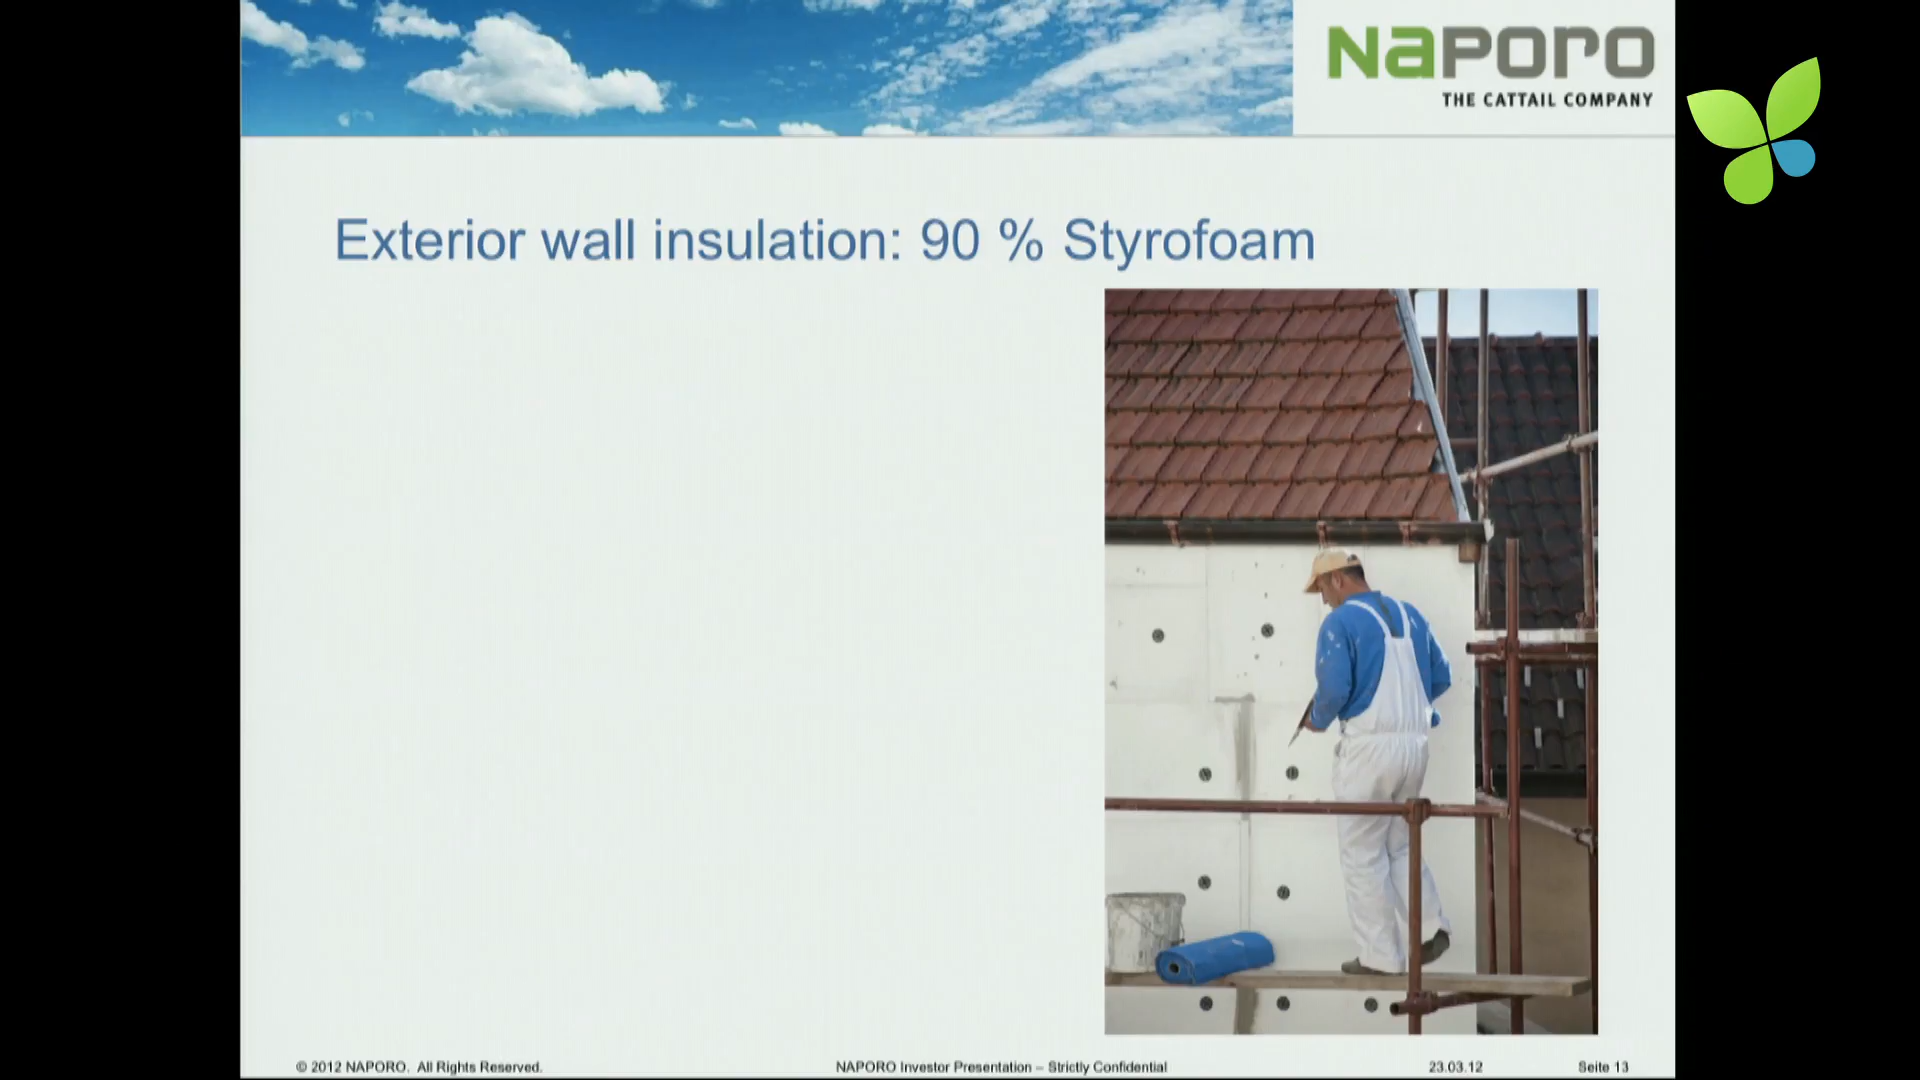 NaPORO
THE CATTAIL COMPANY
Exterior wall insulation: 90 % Styrofoam
© 2012 NAPORO. All Rights Reserved.
NAPORO Investor Presentation – Strictly Confidential
23.03.12
Seite 13